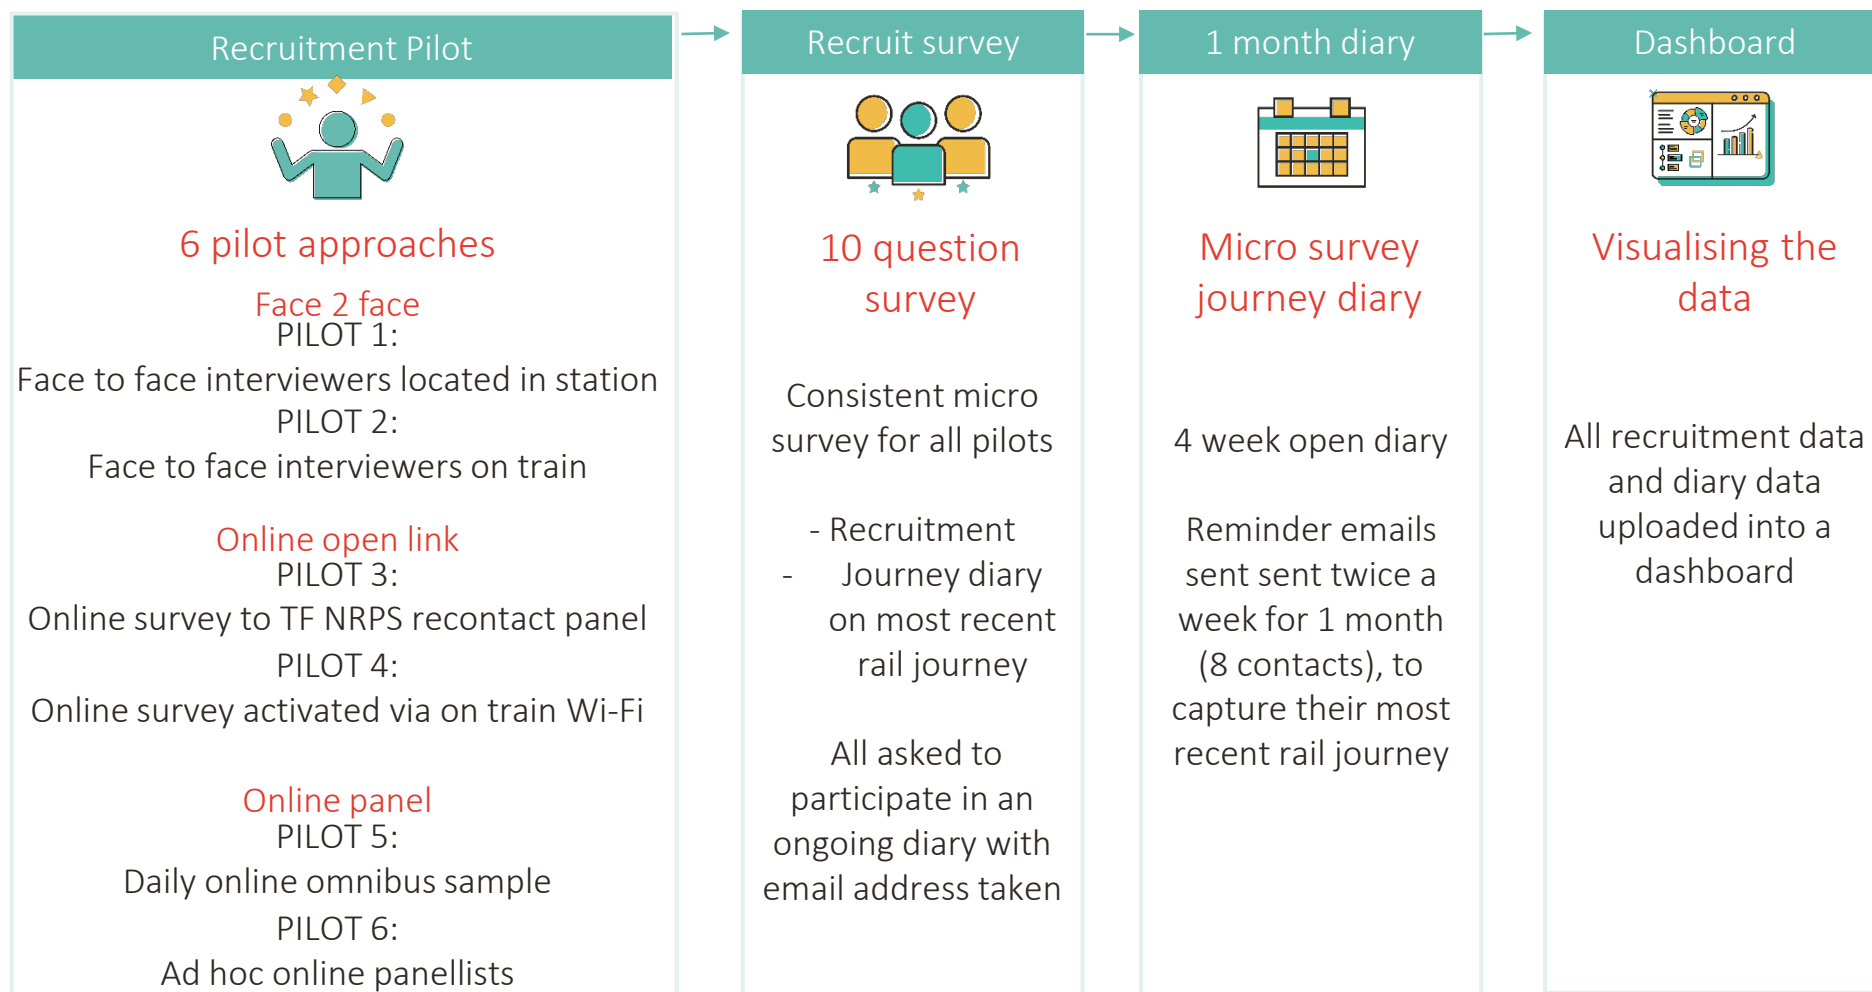 Recruitment Pilot
6 pilot approaches
Face 2 face
PILOT 1:
Face to face interviewers located in station
PILOT 2:
Face to face interviewers on train
Online open link
PILOT 3:
Online survey to TF NRPS recontact panel
PILOT 4:
Online survey activated via on train Wi-Fi
Online panel
PILOT 5:
Daily online omnibus sample
PILOT 6:
Ad hoc online panellists
Recruit survey
10 question
survey
Consistent micro
survey for all pilots
- Recruitment
- Journey diary
on most recent
rail journey
All asked to
participate in an
ongoing diary with
email address taken
1 month diary
Micro survey
journey diary
4 week open diary
Reminder emails
sent sent twice a
week for 1 month
(8 contacts), to
capture their most
recent rail journey
Dashboard
Visualising the
data
All recruitment data
and diary data
uploaded into a
dashboard